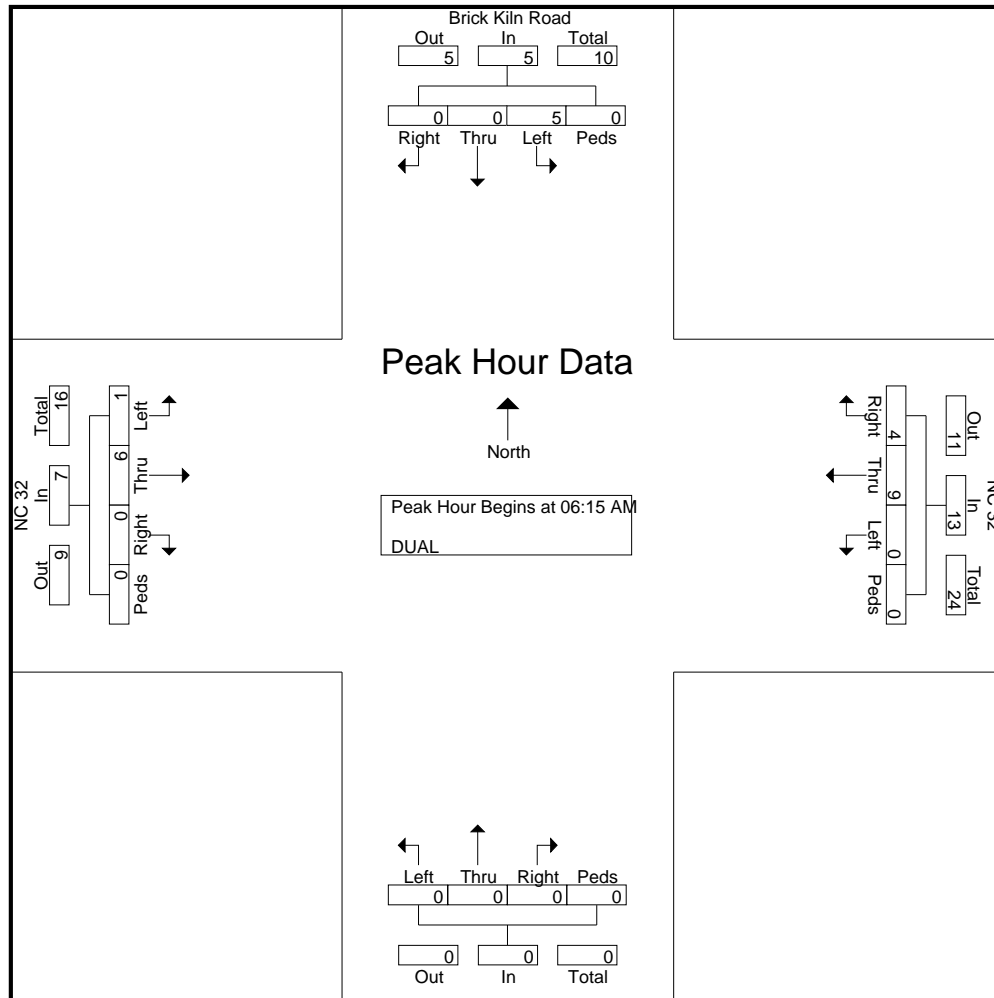 Brick Kiln Road
Out In Total
5 5 10
0 0 5 0
Right Thru Left Peds
Peak Hour Data
North
Peak Hour Begins at 06:15 AM
DUAL
NC 32
Total In Out
16 7 9
1 6 0 0
Left Thru Right Peds
NC 32
Out In Total
11 13 24
4 9 0 0
Right Thru Left Peds
Left Thru Right Peds
0 0 0 0
0 0 0
Out In Total